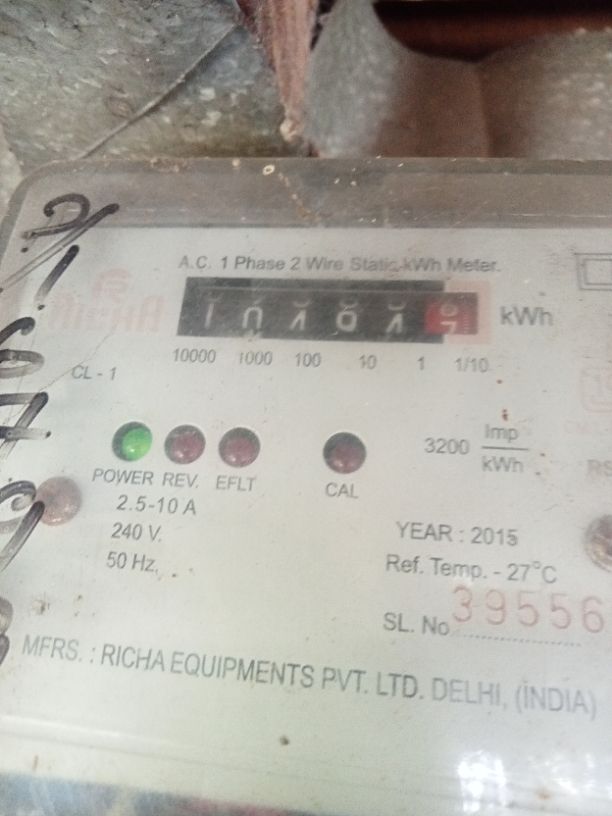 A.C. 1 Phase 2 Wire Static kWh Meter.
RICHA
kWh
10000 1000 100 10 1 1/10
CL - 1
3200 Imp/kWh
POWER REV. EFLT CAL
2.5-10 A
240 V.
50 Hz.
YEAR : 2015
Ref. Temp. - 27°C
SL. No 39556
MFRS. : RICHA EQUIPMENTS PVT. LTD. DELHI, (INDIA)